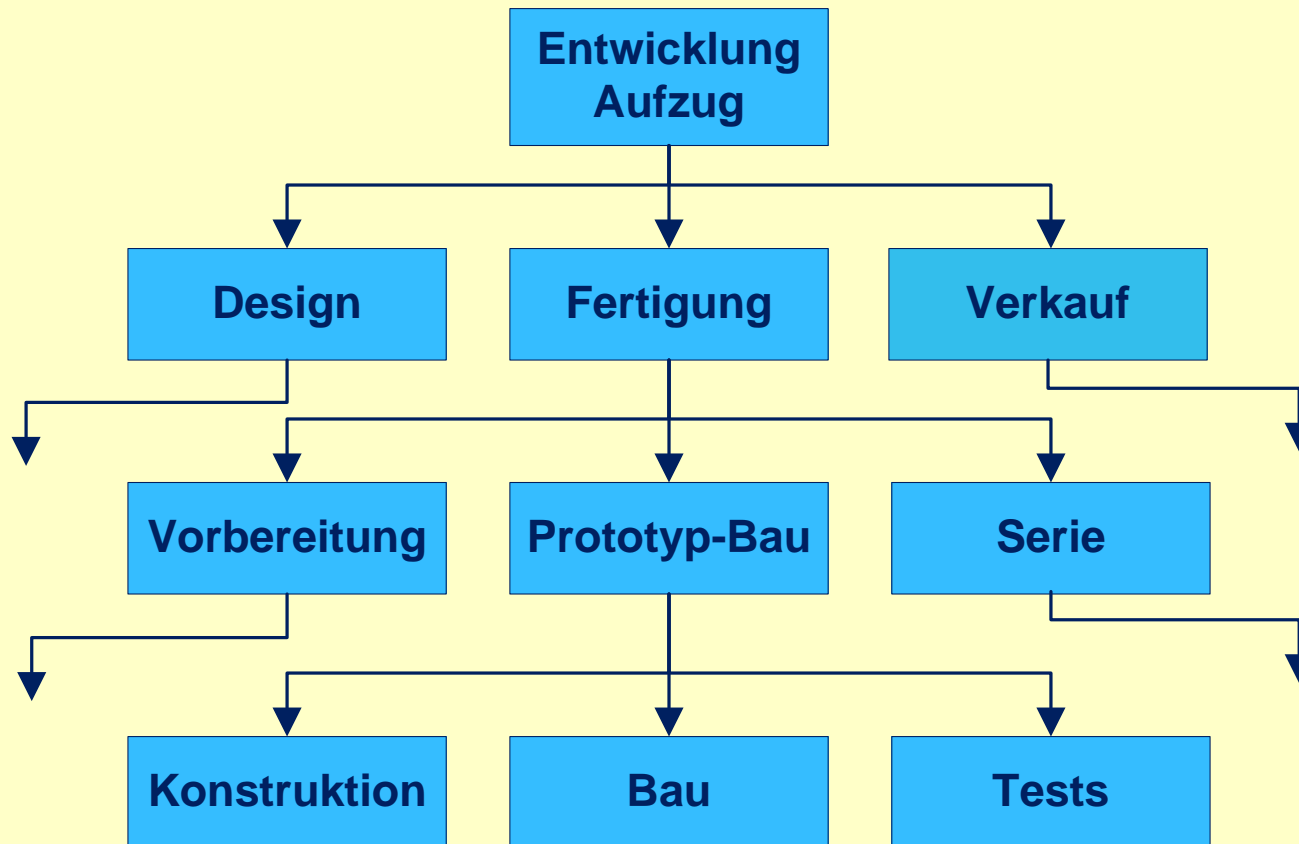 Entwicklung
Aufzug
Design
Fertigung
Verkauf
Vorbereitung
Prototyp-Bau
Serie
Konstruktion
Bau
Tests